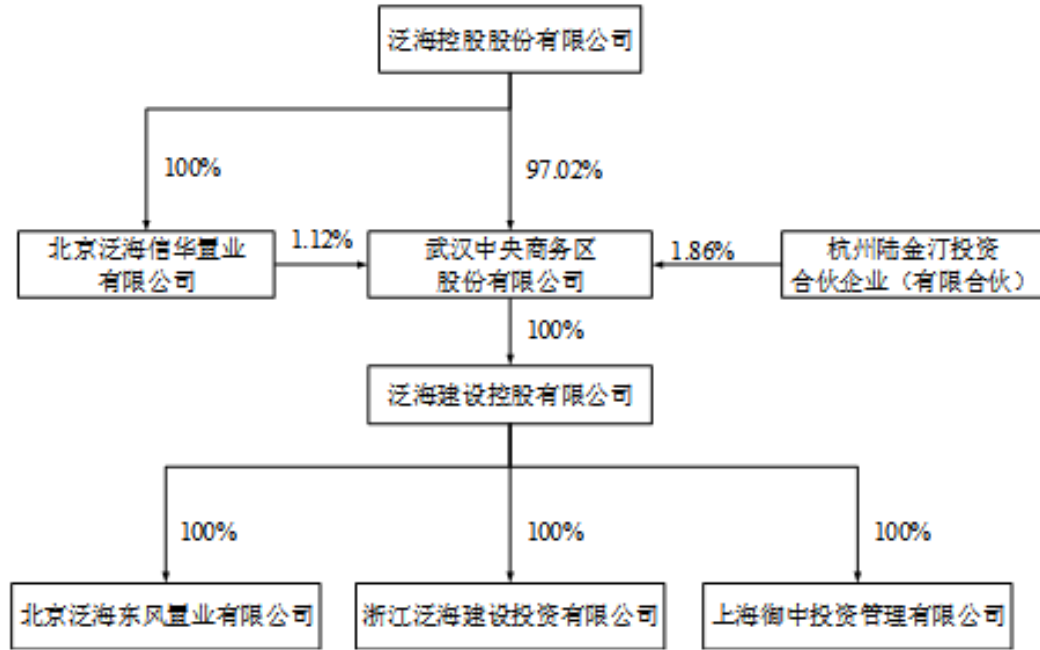 泛海控股股份有限公司
100%
97.02%
北京泛海信华置业
有限公司
1.12%
武汉中央商务区
股份有限公司
1.86%
杭州陆金汀投资
合伙企业（有限合伙）
100%
泛海建设控股有限公司
100%
100%
100%
北京泛海东风置业有限公司
浙江泛海建设投资有限公司
上海御中投资管理有限公司